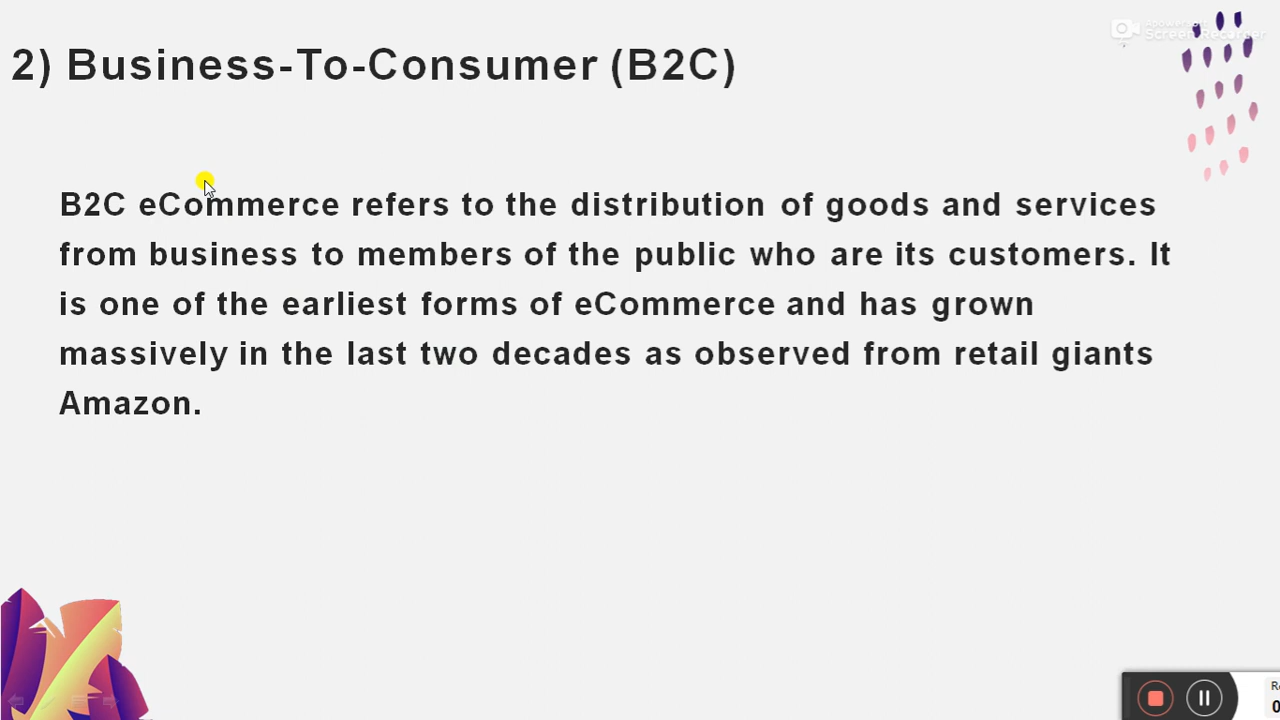 2) Business-To-Consumer (B2C)
Screen Recorder
B2C eCommerce refers to the distribution of goods and services
from business to members of the public who are its customers. It
is one of the earliest forms of eCommerce and has grown
massively in the last two decades as observed from retail giants
Amazon.